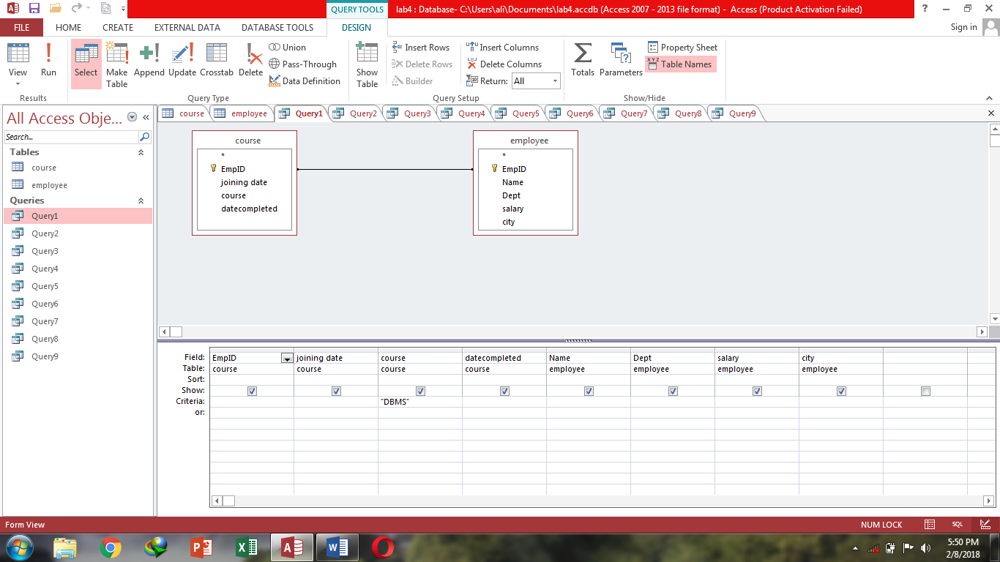 QUERY TOOLS lab4 : Database- C:\Users\ali\Documents\lab4.accdb (Access 2007 - 2013 file format) - Access (Product Activation Failed) ?
FILE HOME CREATE EXTERNAL DATA DATABASE TOOLS DESIGN Sign in
View Run Select Make Table Append Update Crosstab Delete Union Pass-Through Data Definition Show Table Insert Rows Delete Rows Builder Insert Columns Delete Columns Return: All Totals Parameters Property Sheet XYZ Table Names
Results Query Type Query Setup Show/Hide
All Access Obje...
Search...
Tables
course
employee
Queries
Query1
Query2
Query3
Query4
Query5
Query6
Query7
Query8
Query9
course employee Query1 Query2 Query3 Query4 Query5 Query6 Query7 Query8 Query9
course
*
EmpID
joining date
course
datecompleted
employee
*
EmpID
Name
Dept
salary
city
Field: EmpID joining date course datecompleted Name Dept salary city
Table: course course course course employee employee employee employee
Sort:
Show:
Criteria: "DBMS"
or:
Form View NUM LOCK SQL
5:50 PM
2/8/2018